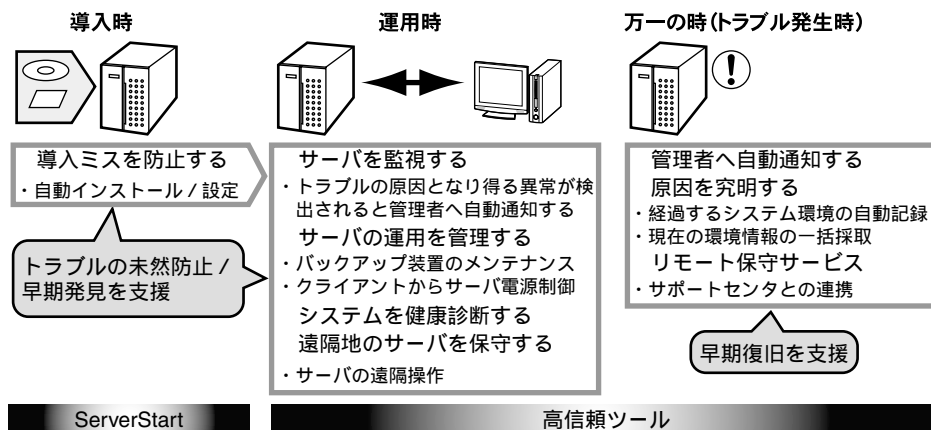 導入時
導入ミスを防止する
・自動インストール / 設定
トラブルの未然防止 /
早期発見を支援
運用時
サーバを監視する
・トラブルの原因となり得る異常が検
出されると管理者へ自動通知する
サーバの運用を管理する
・バックアップ装置のメンテナンス
・クライアントからサーバ電源制御
システムを健康診断する
遠隔地のサーバを保守する
・サーバの遠隔操作
万一の時(トラブル発生時)
管理者へ自動通知する
原因を究明する
・経過するシステム環境の自動記録
・現在の環境情報の一括採取
リモート保守サービス
・サポートセンタとの連携
早期復旧を支援
ServerStart
高信頼ツール